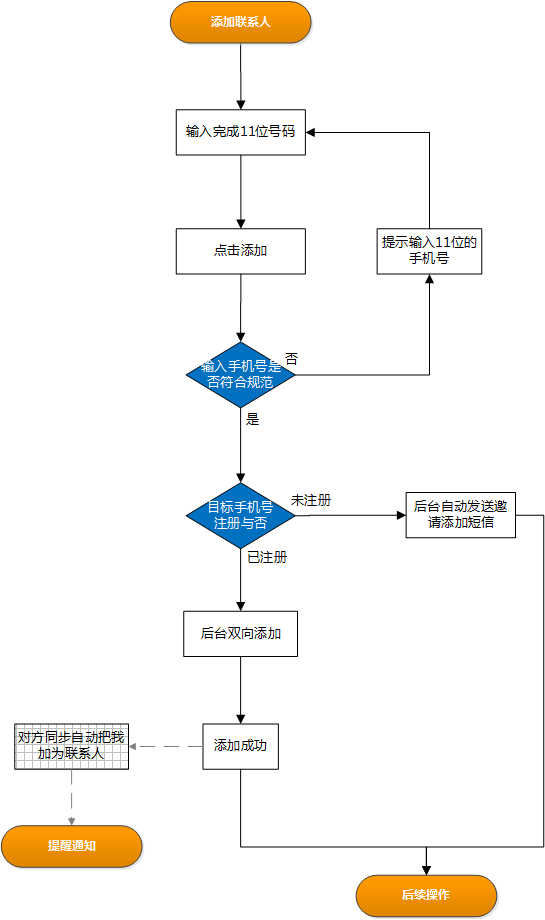 添加联系人
输入完成11位号码
点击添加
提示输入11位的
手机号
输入手机号是
否符合规范
否
是
目标手机号
注册与否
未注册
后台自动发送邀
请添加短信
已注册
后台双向添加
对方同步自动把我
加为联系人
添加成功
提醒通知
后续操作